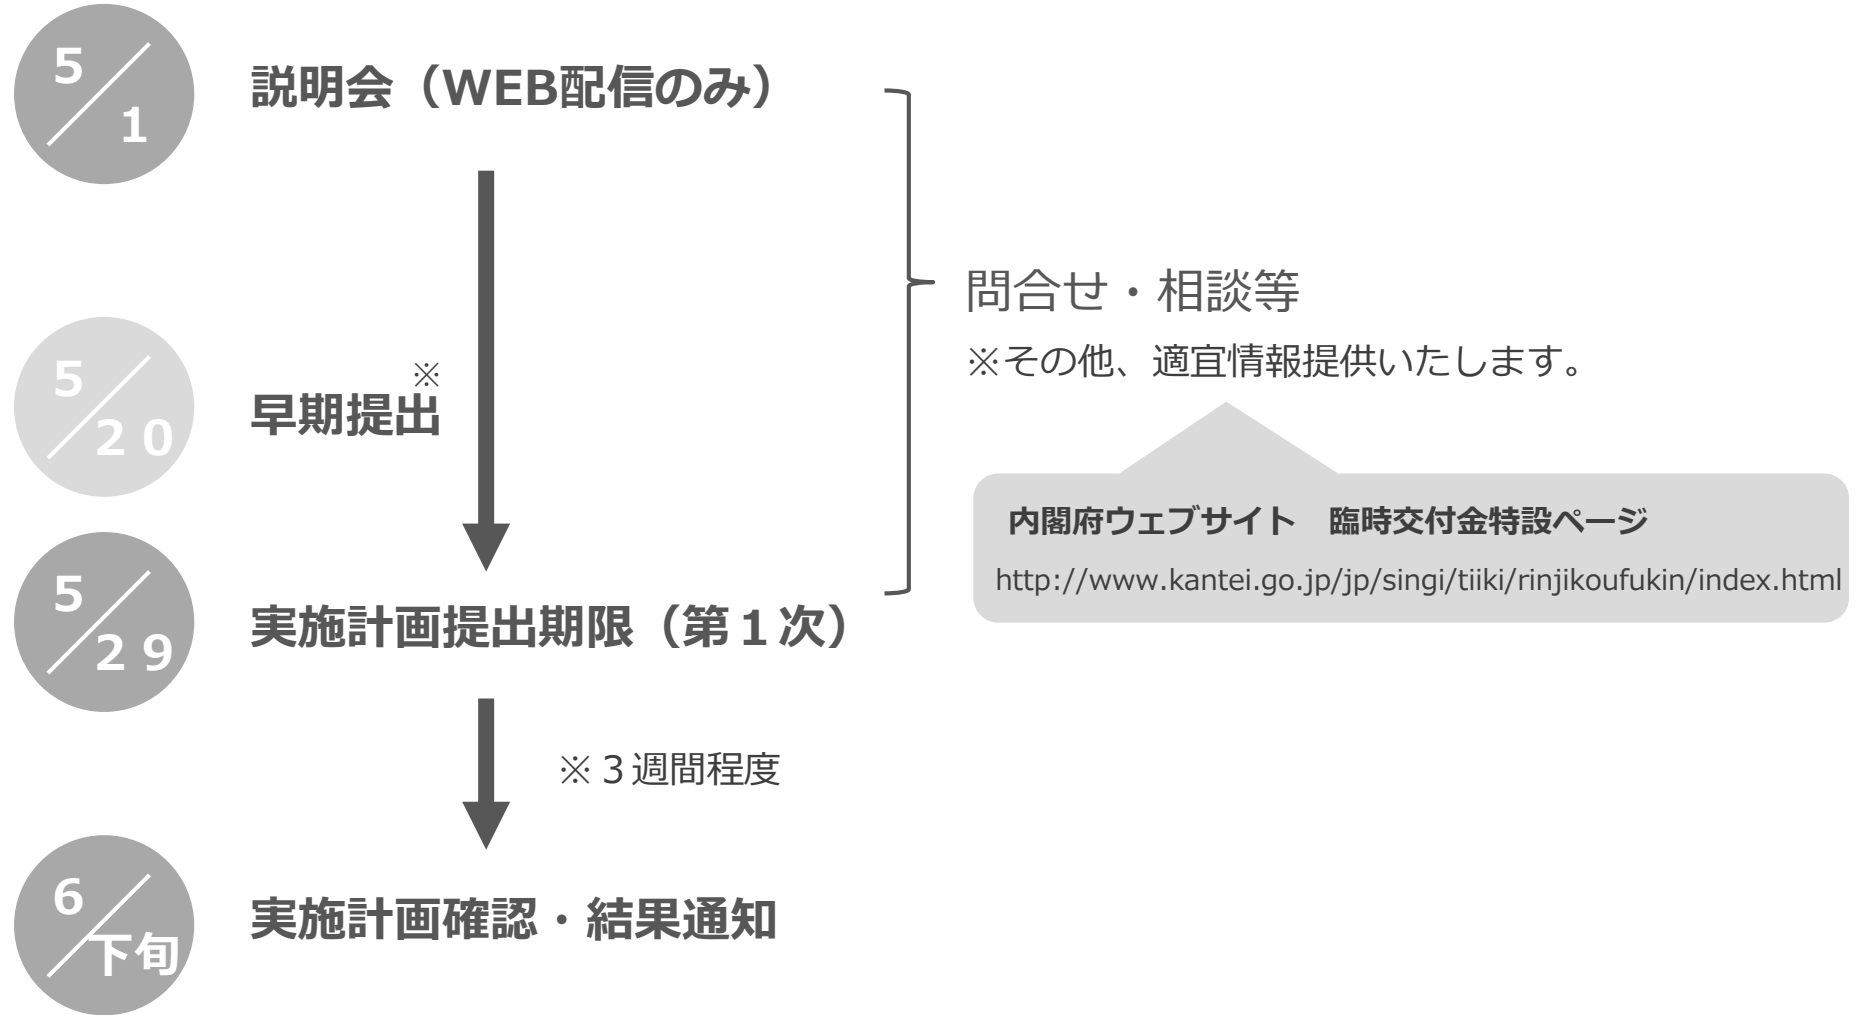 5/1
説明会（WEB配信のみ）
問合せ・相談等
※その他、適宜情報提供いたします。
内閣府ウェブサイト　臨時交付金特設ページ
http://www.kantei.go.jp/jp/singi/tiiki/rinjikoufukin/index.html
5/２０
早期提出※
5/２９
実施計画提出期限（第１次）
※３週間程度
6/下旬
実施計画確認・結果通知